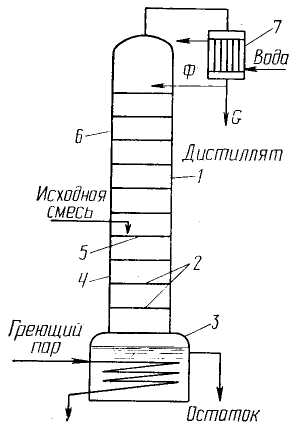 7
Ф
Вода
G
6
Дистиллят
1
Исходная
смесь
5
4
2
3
Греющий
пар
Остаток